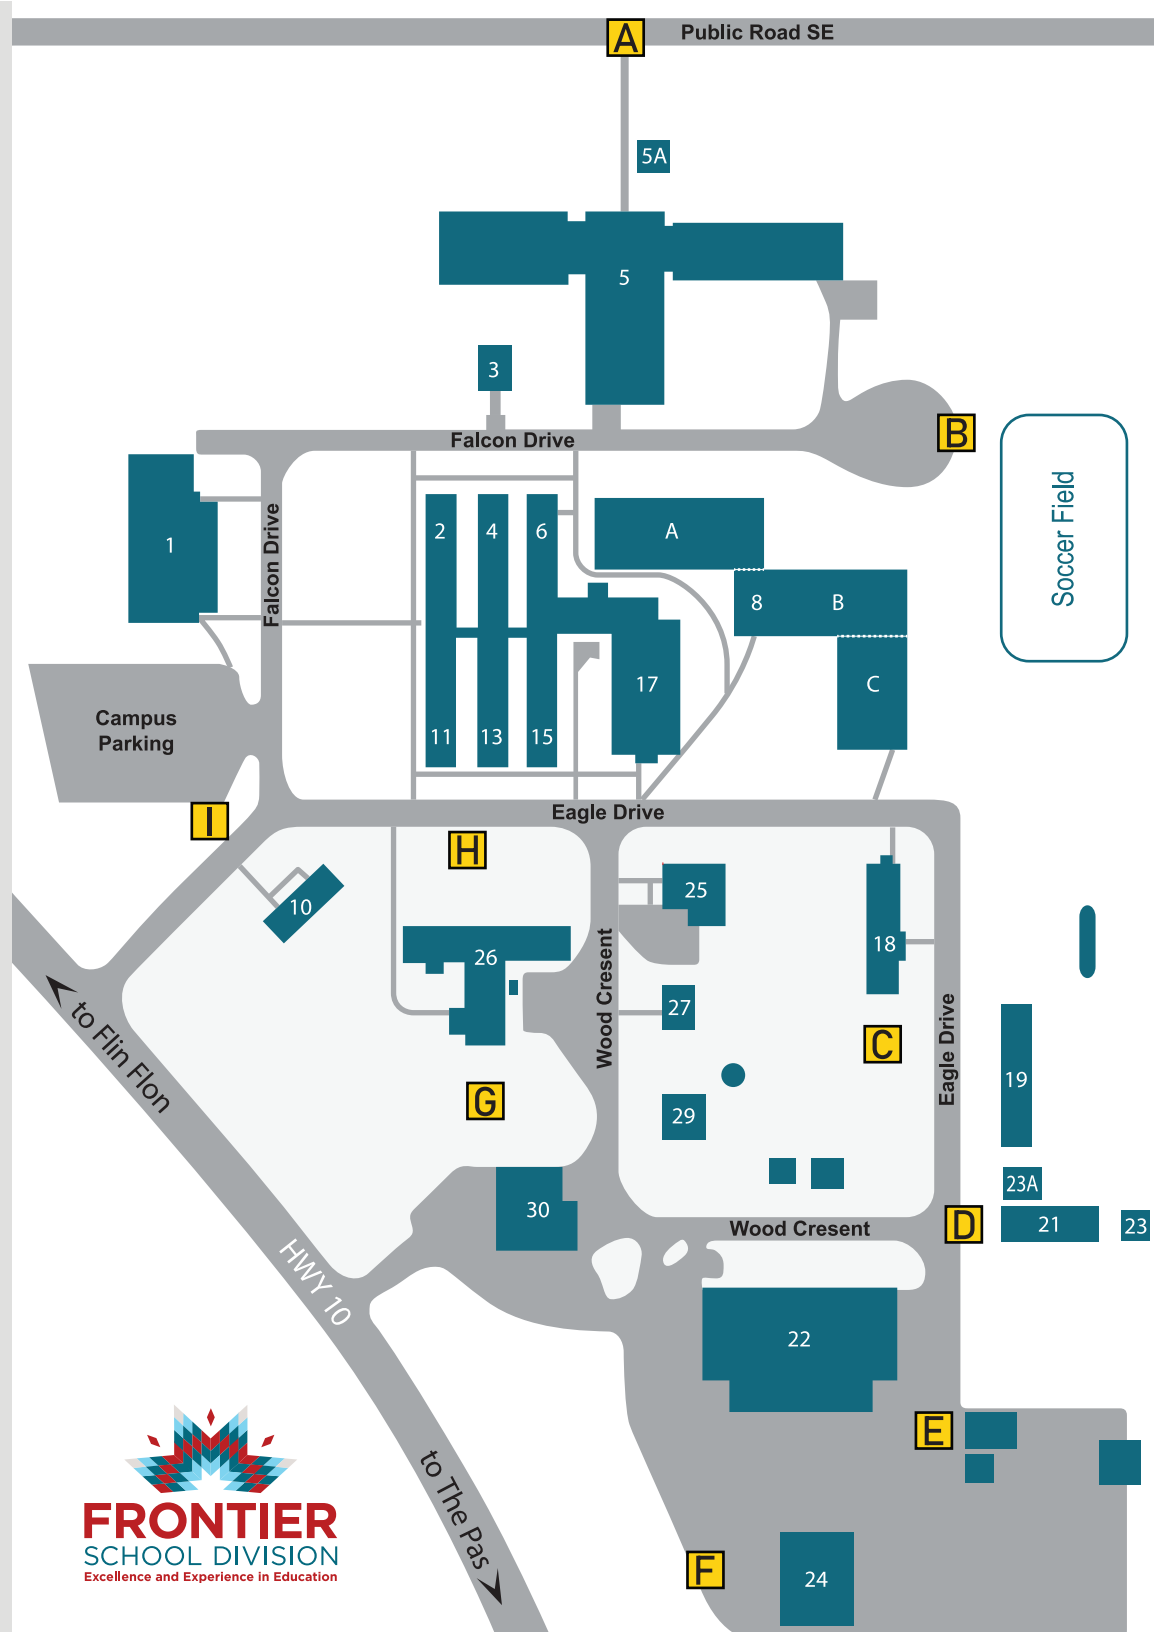 A
Public Road SE
5A
5
3
B
Falcon Drive
Soccer Field
2
4
6
A
1
Falcon Drive
8
B
17
C
Campus
Parking
11
13
15
I
Eagle Drive
H
25
10
18
26
Wood Cresent
27
C
Eagle Drive
to Flin Flon
19
G
29
23A
30
Wood Cresent
D
21
23
HWY 10
22
E
to The Pas
F
24
FRONTIER
SCHOOL DIVISION
Excellence and Experience in Education